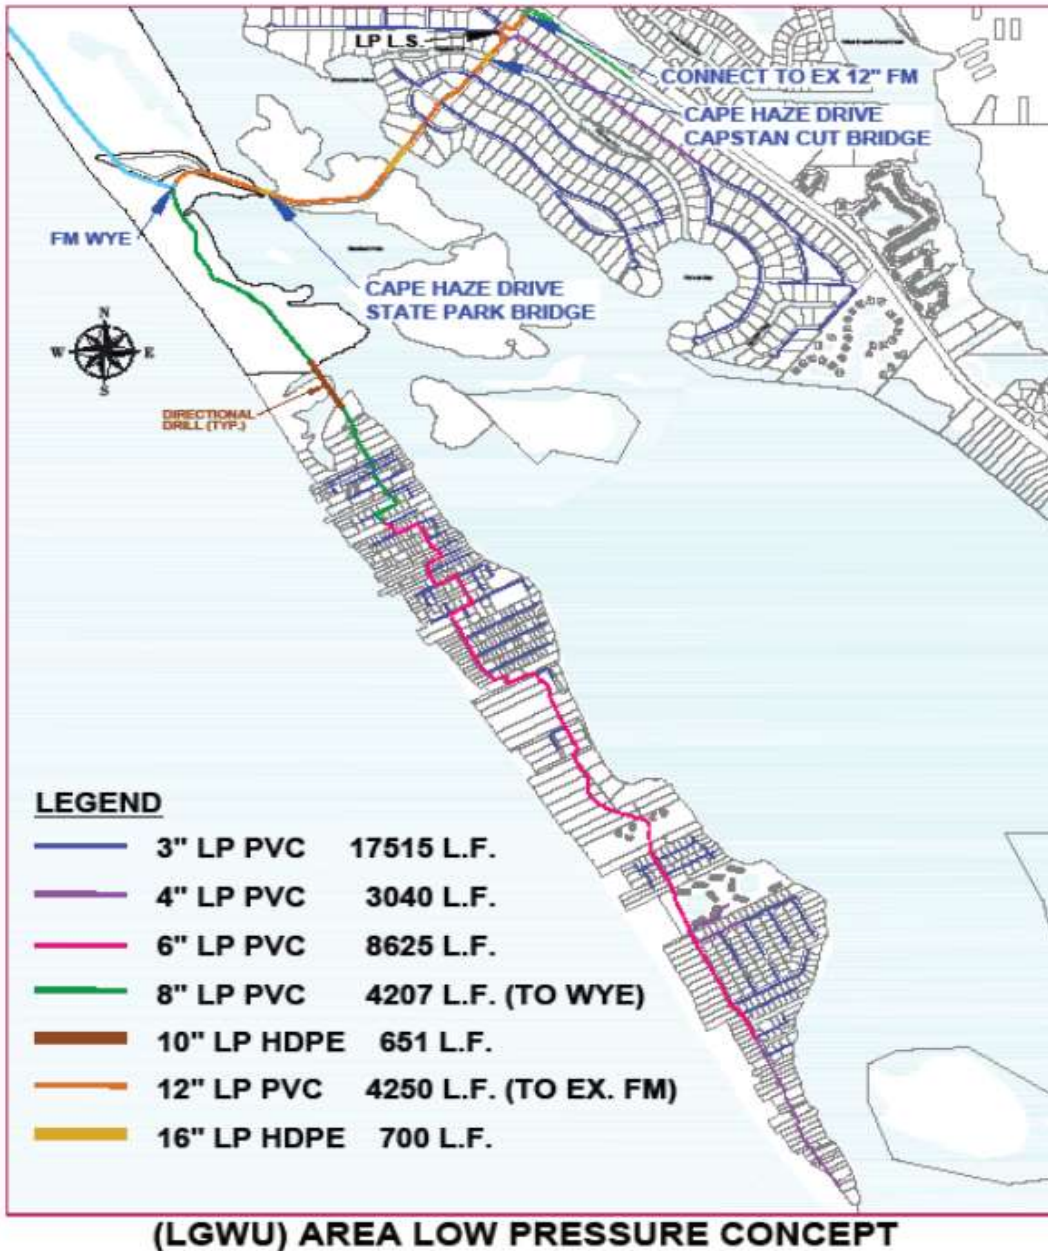 LP L.S.
CONNECT TO EX 12" FM
CAPE HAZE DRIVE
CAPSTAN CUT BRIDGE
FM WYE
CAPE HAZE DRIVE
STATE PARK BRIDGE
N
W E
S
DIRECTIONAL
DRILL (TYP.)
LEGEND
3" LP PVC 17515 L.F.
4" LP PVC 3040 L.F.
6" LP PVC 8625 L.F.
8" LP PVC 4207 L.F. (TO WYE)
10" LP HDPE 651 L.F.
12" LP PVC 4250 L.F. (TO EX. FM)
16" LP HDPE 700 L.F.
(LGWU) AREA LOW PRESSURE CONCEPT